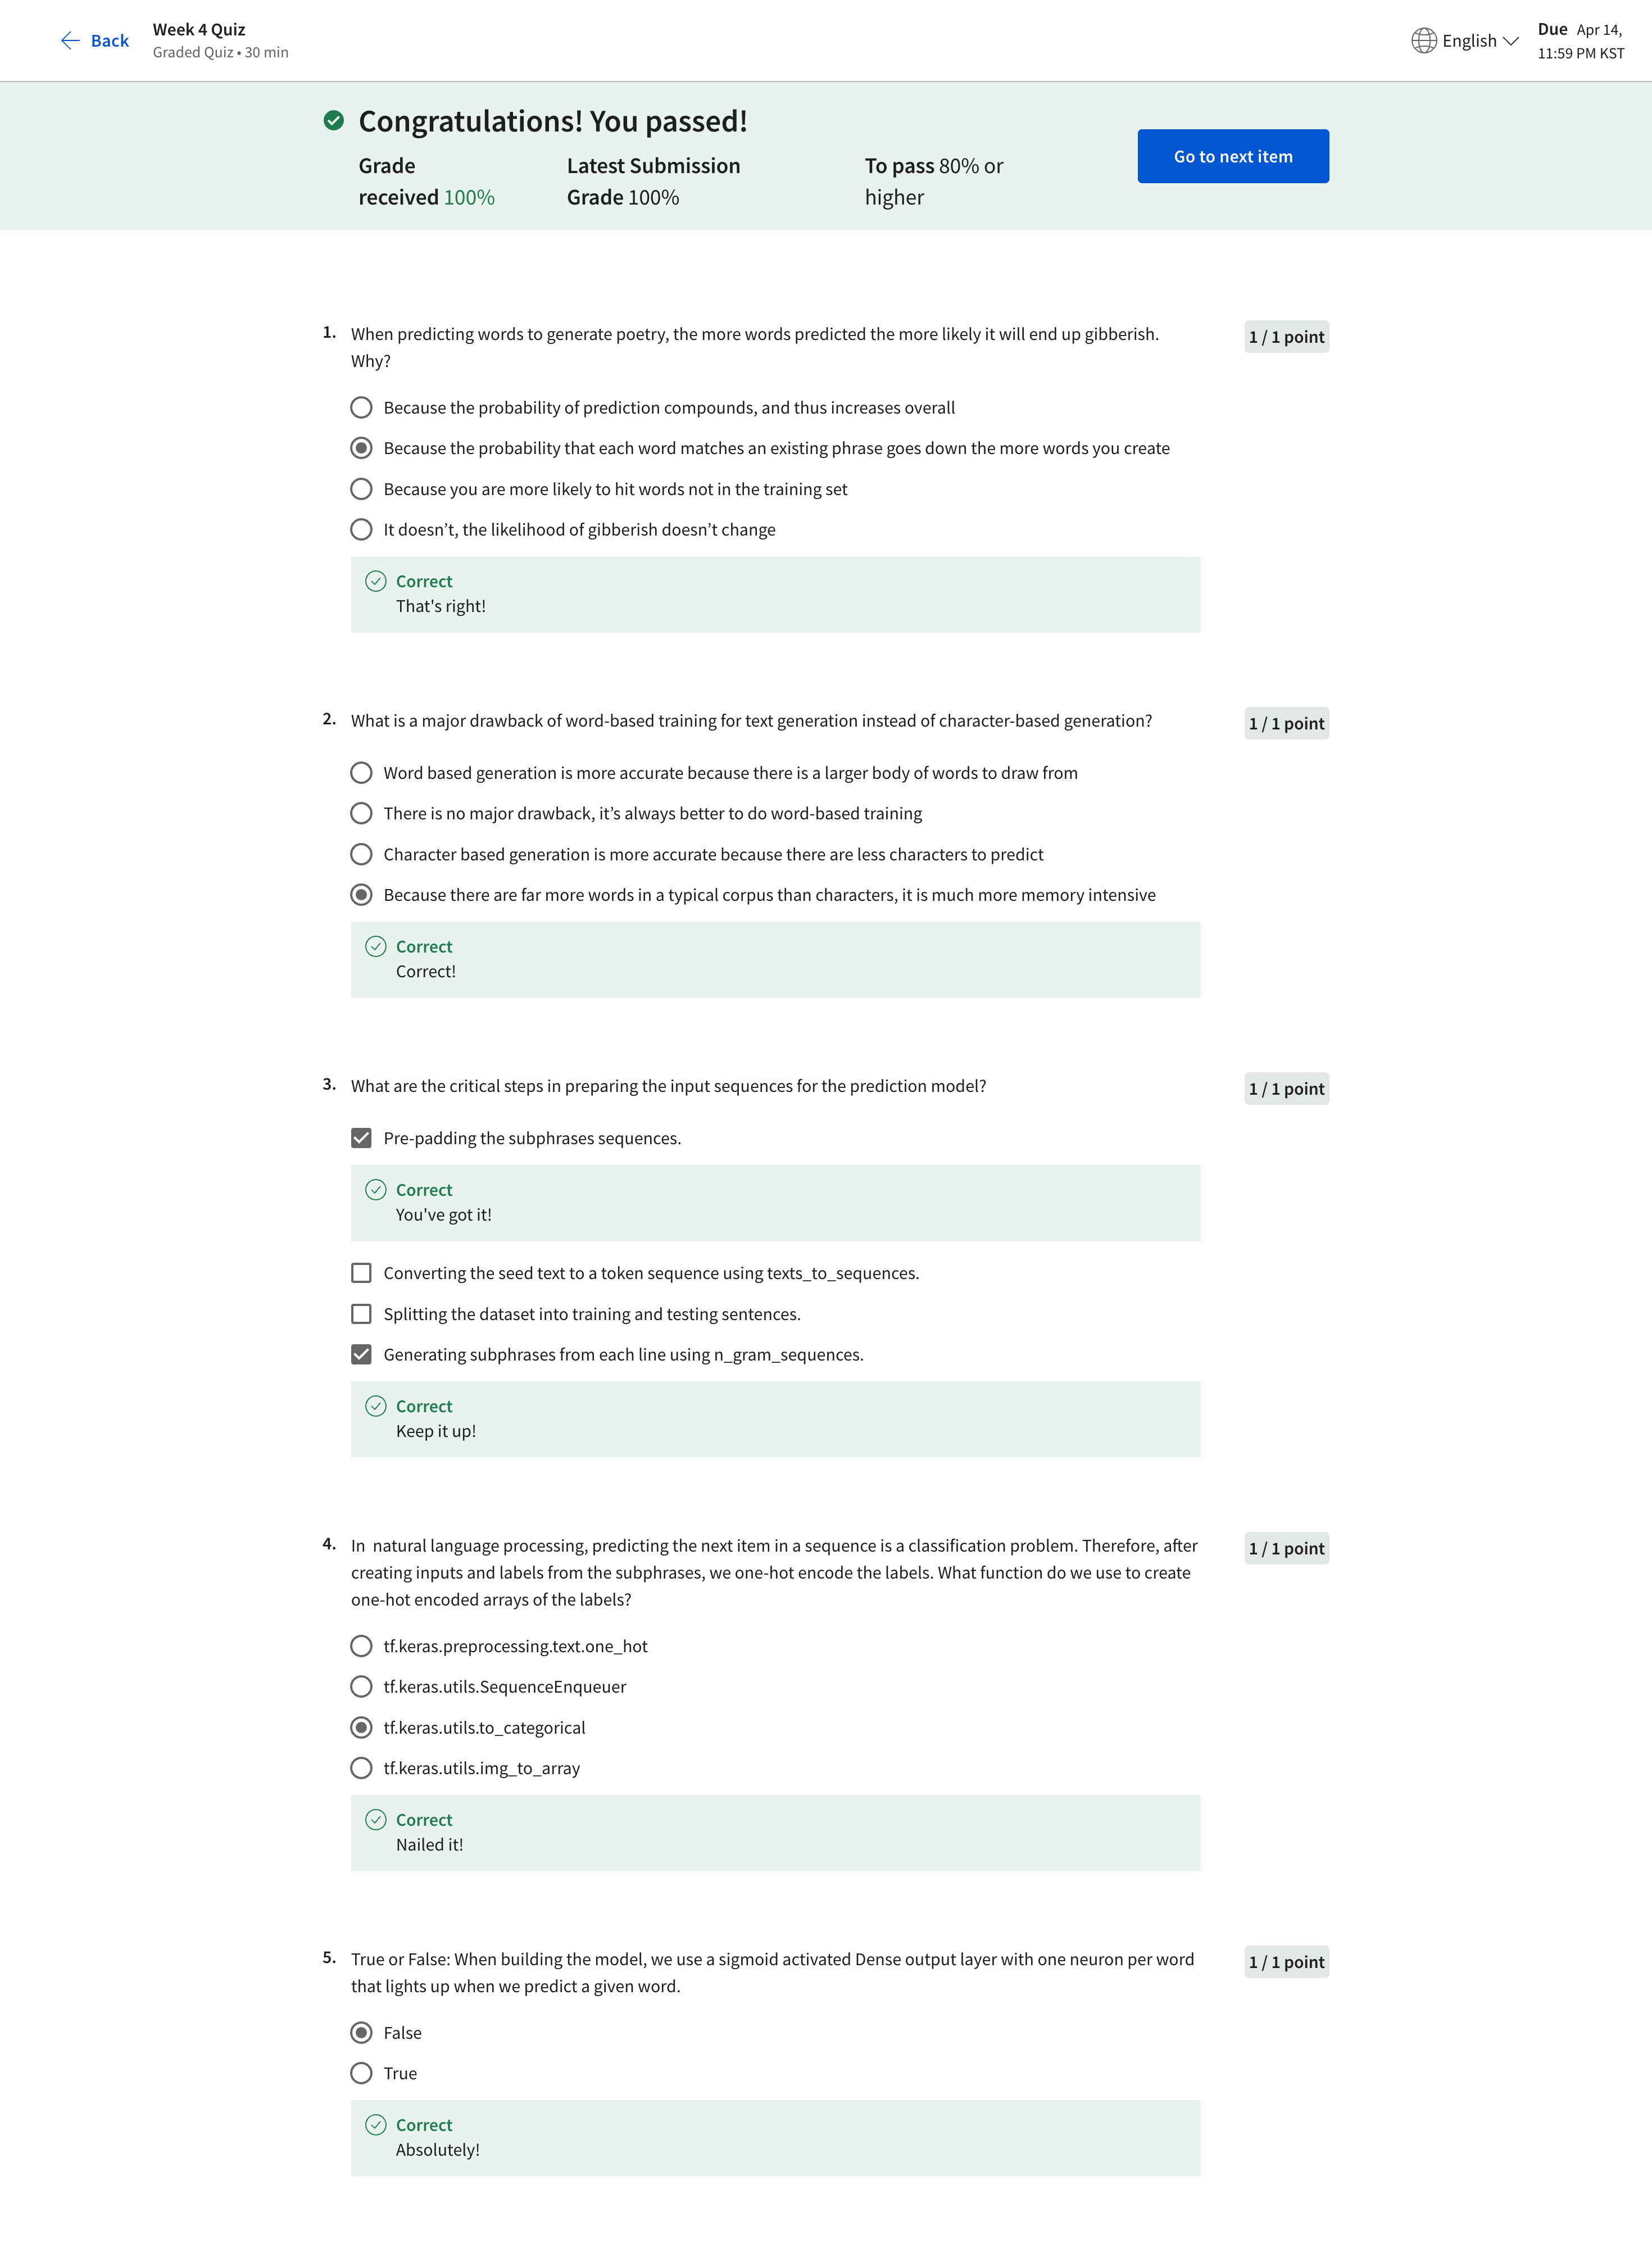 Back
Week 4 Quiz
Graded Quiz • 30 min
English
Due Apr 14,
11:59 PM KST
Congratulations! You passed!
Grade
received 100%
Latest Submission
Grade 100%
To pass 80% or
higher
Go to next item
1. When predicting words to generate poetry, the more words predicted the more likely it will end up gibberish.
Why?
1 / 1 point
Because the probability of prediction compounds, and thus increases overall
Because the probability that each word matches an existing phrase goes down the more words you create
Because you are more likely to hit words not in the training set
It doesn’t, the likelihood of gibberish doesn’t change
Correct
That's right!
2. What is a major drawback of word-based training for text generation instead of character-based generation?
1 / 1 point
Word based generation is more accurate because there is a larger body of words to draw from
There is no major drawback, it’s always better to do word-based training
Character based generation is more accurate because there are less characters to predict
Because there are far more words in a typical corpus than characters, it is much more memory intensive
Correct
Correct!
3. What are the critical steps in preparing the input sequences for the prediction model?
1 / 1 point
Pre-padding the subphrases sequences.
Correct
You've got it!
Converting the seed text to a token sequence using texts_to_sequences.
Splitting the dataset into training and testing sentences.
Generating subphrases from each line using n_gram_sequences.
Correct
Keep it up!
4. In natural language processing, predicting the next item in a sequence is a classification problem. Therefore, after
creating inputs and labels from the subphrases, we one-hot encode the labels. What function do we use to create
one-hot encoded arrays of the labels?
1 / 1 point
tf.keras.preprocessing.text.one_hot
tf.keras.utils.SequenceEnqueuer
tf.keras.utils.to_categorical
tf.keras.utils.img_to_array
Correct
Nailed it!
5. True or False: When building the model, we use a sigmoid activated Dense output layer with one neuron per word
that lights up when we predict a given word.
1 / 1 point
False
True
Correct
Absolutely!